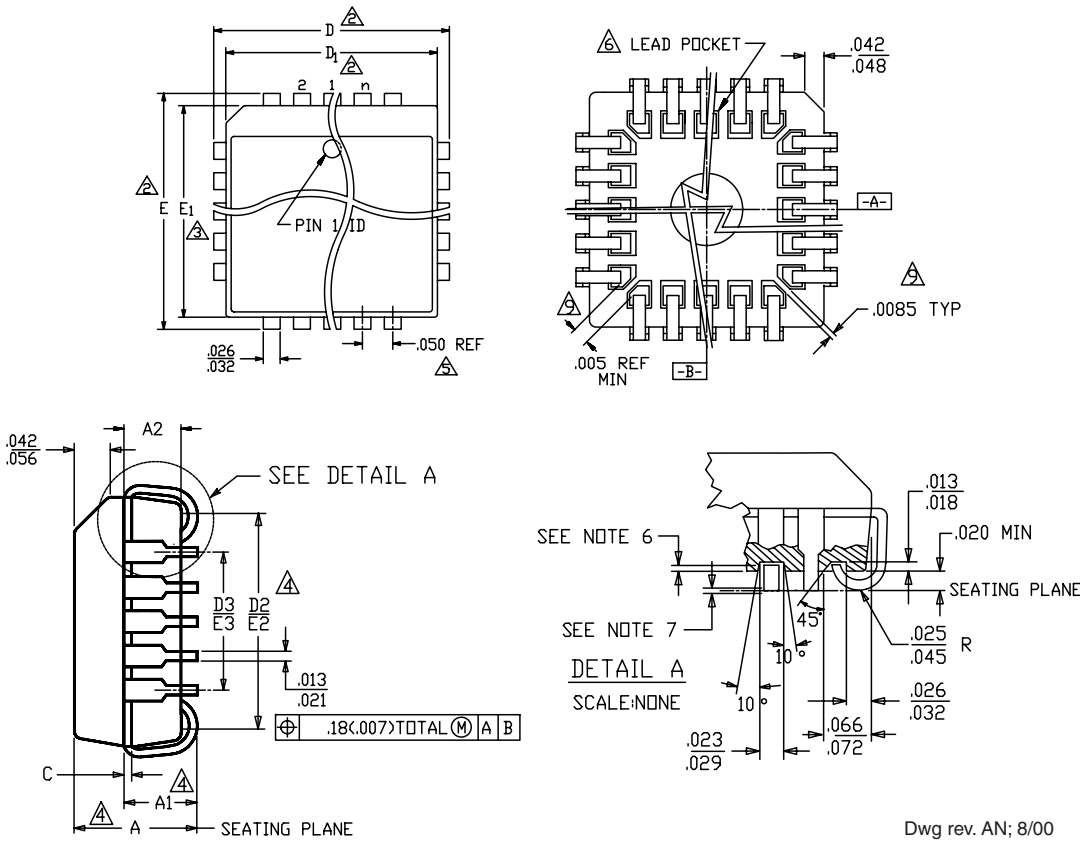 2
D
D1
2
2 1 n
2
E E1
3
PIN 1 ID
.026
.032
.050 REF
5
6 LEAD POCKET
.042
.048
-A-
9
9
.0085 TYP
.005 REF
MIN
-B-
A2
.042
.056
SEE DETAIL A
D3
E3
D2
E2
4
.013
.021
.18(.007)TOTAL M A B
C
4
A1
4
A
SEATING PLANE
.013
.018
SEE NOTE 6
.020 MIN
SEATING PLANE
SEE NOTE 7
45°
10°
.025
.045 R
DETAIL A
SCALE:NONE
10°
.026
.032
.066
.072
.023
.029
Dwg rev. AN; 8/00